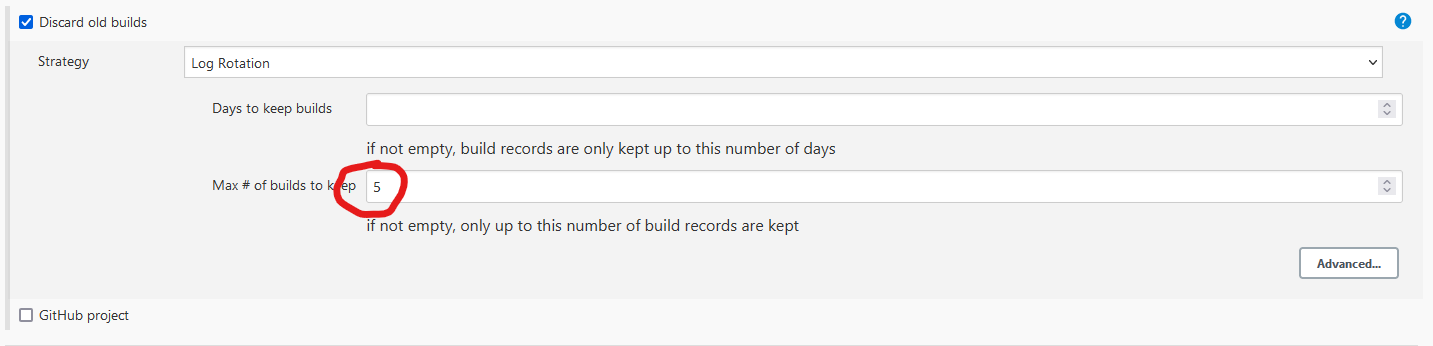 Discard old builds
?
Strategy
Log Rotation
Days to keep builds
if not empty, build records are only kept up to this number of days
Max # of builds to keep
5
if not empty, only up to this number of build records are kept
Advanced...
GitHub project